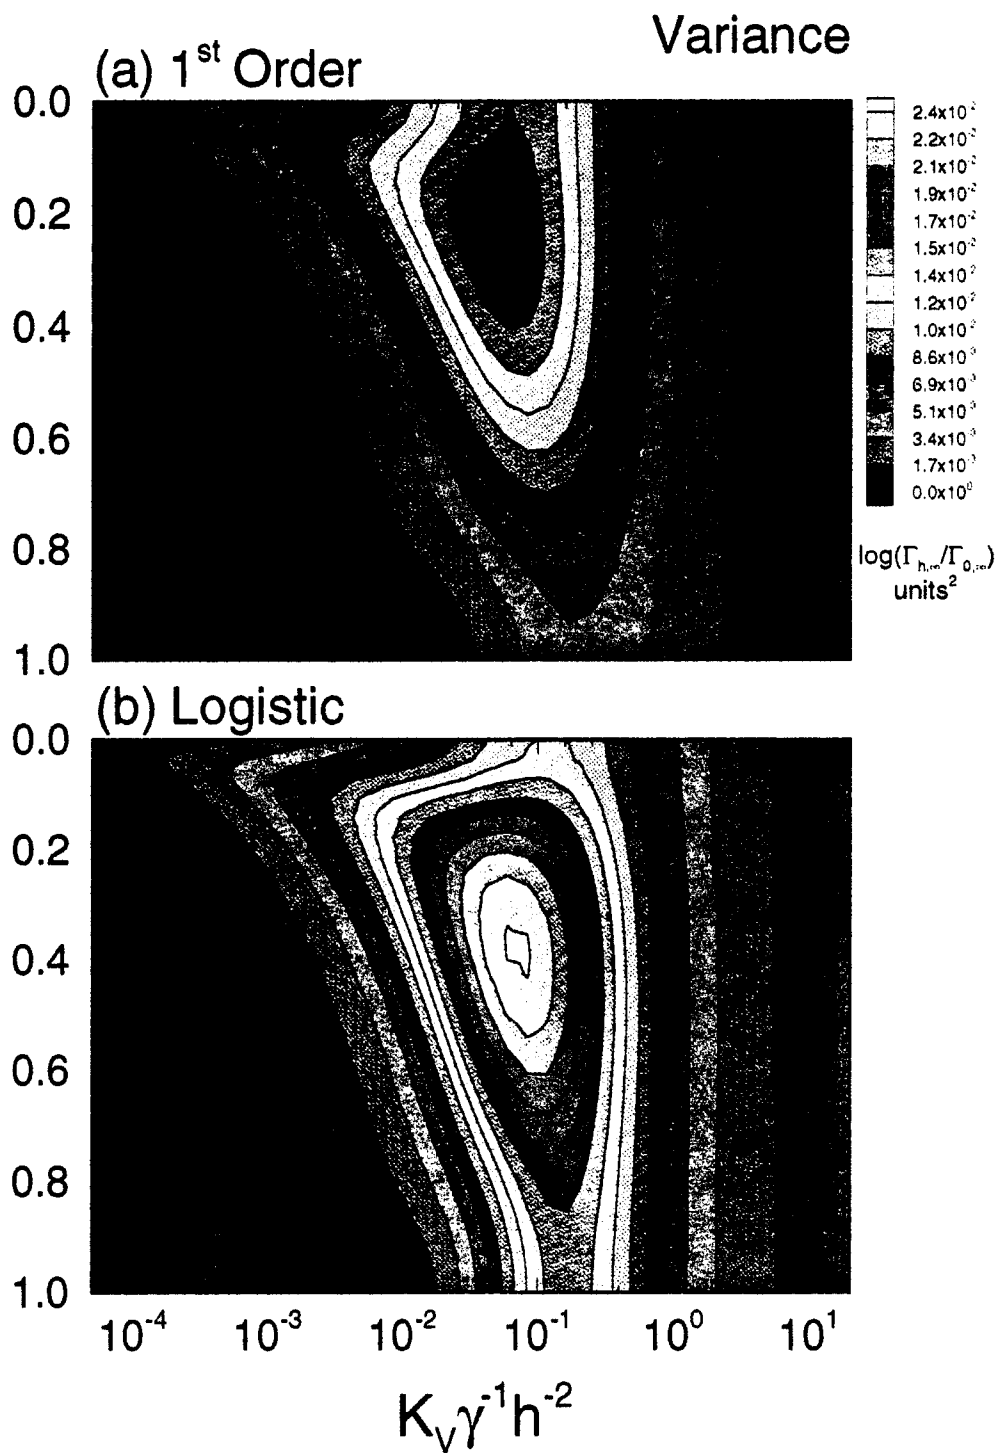 Variance
(a) 1st Order
0.0
0.2
0.4
0.6
0.8
1.0
2.4x10⁻²
2.2x10⁻²
2.1x10⁻²
1.9x10⁻²
1.7x10⁻²
1.5x10⁻²
1.4x10⁻²
1.2x10⁻²
1.0x10⁻²
8.6x10⁻³
6.9x10⁻³
5.1x10⁻³
3.4x10⁻³
1.7x10⁻³
0.0x10⁰
log(Γh,∞/Γ0,∞)
units²
(b) Logistic
0.0
0.2
0.4
0.6
0.8
1.0
10⁻⁴ 10⁻³ 10⁻² 10⁻¹ 10⁰ 10¹
Kᵥγ⁻¹h⁻²